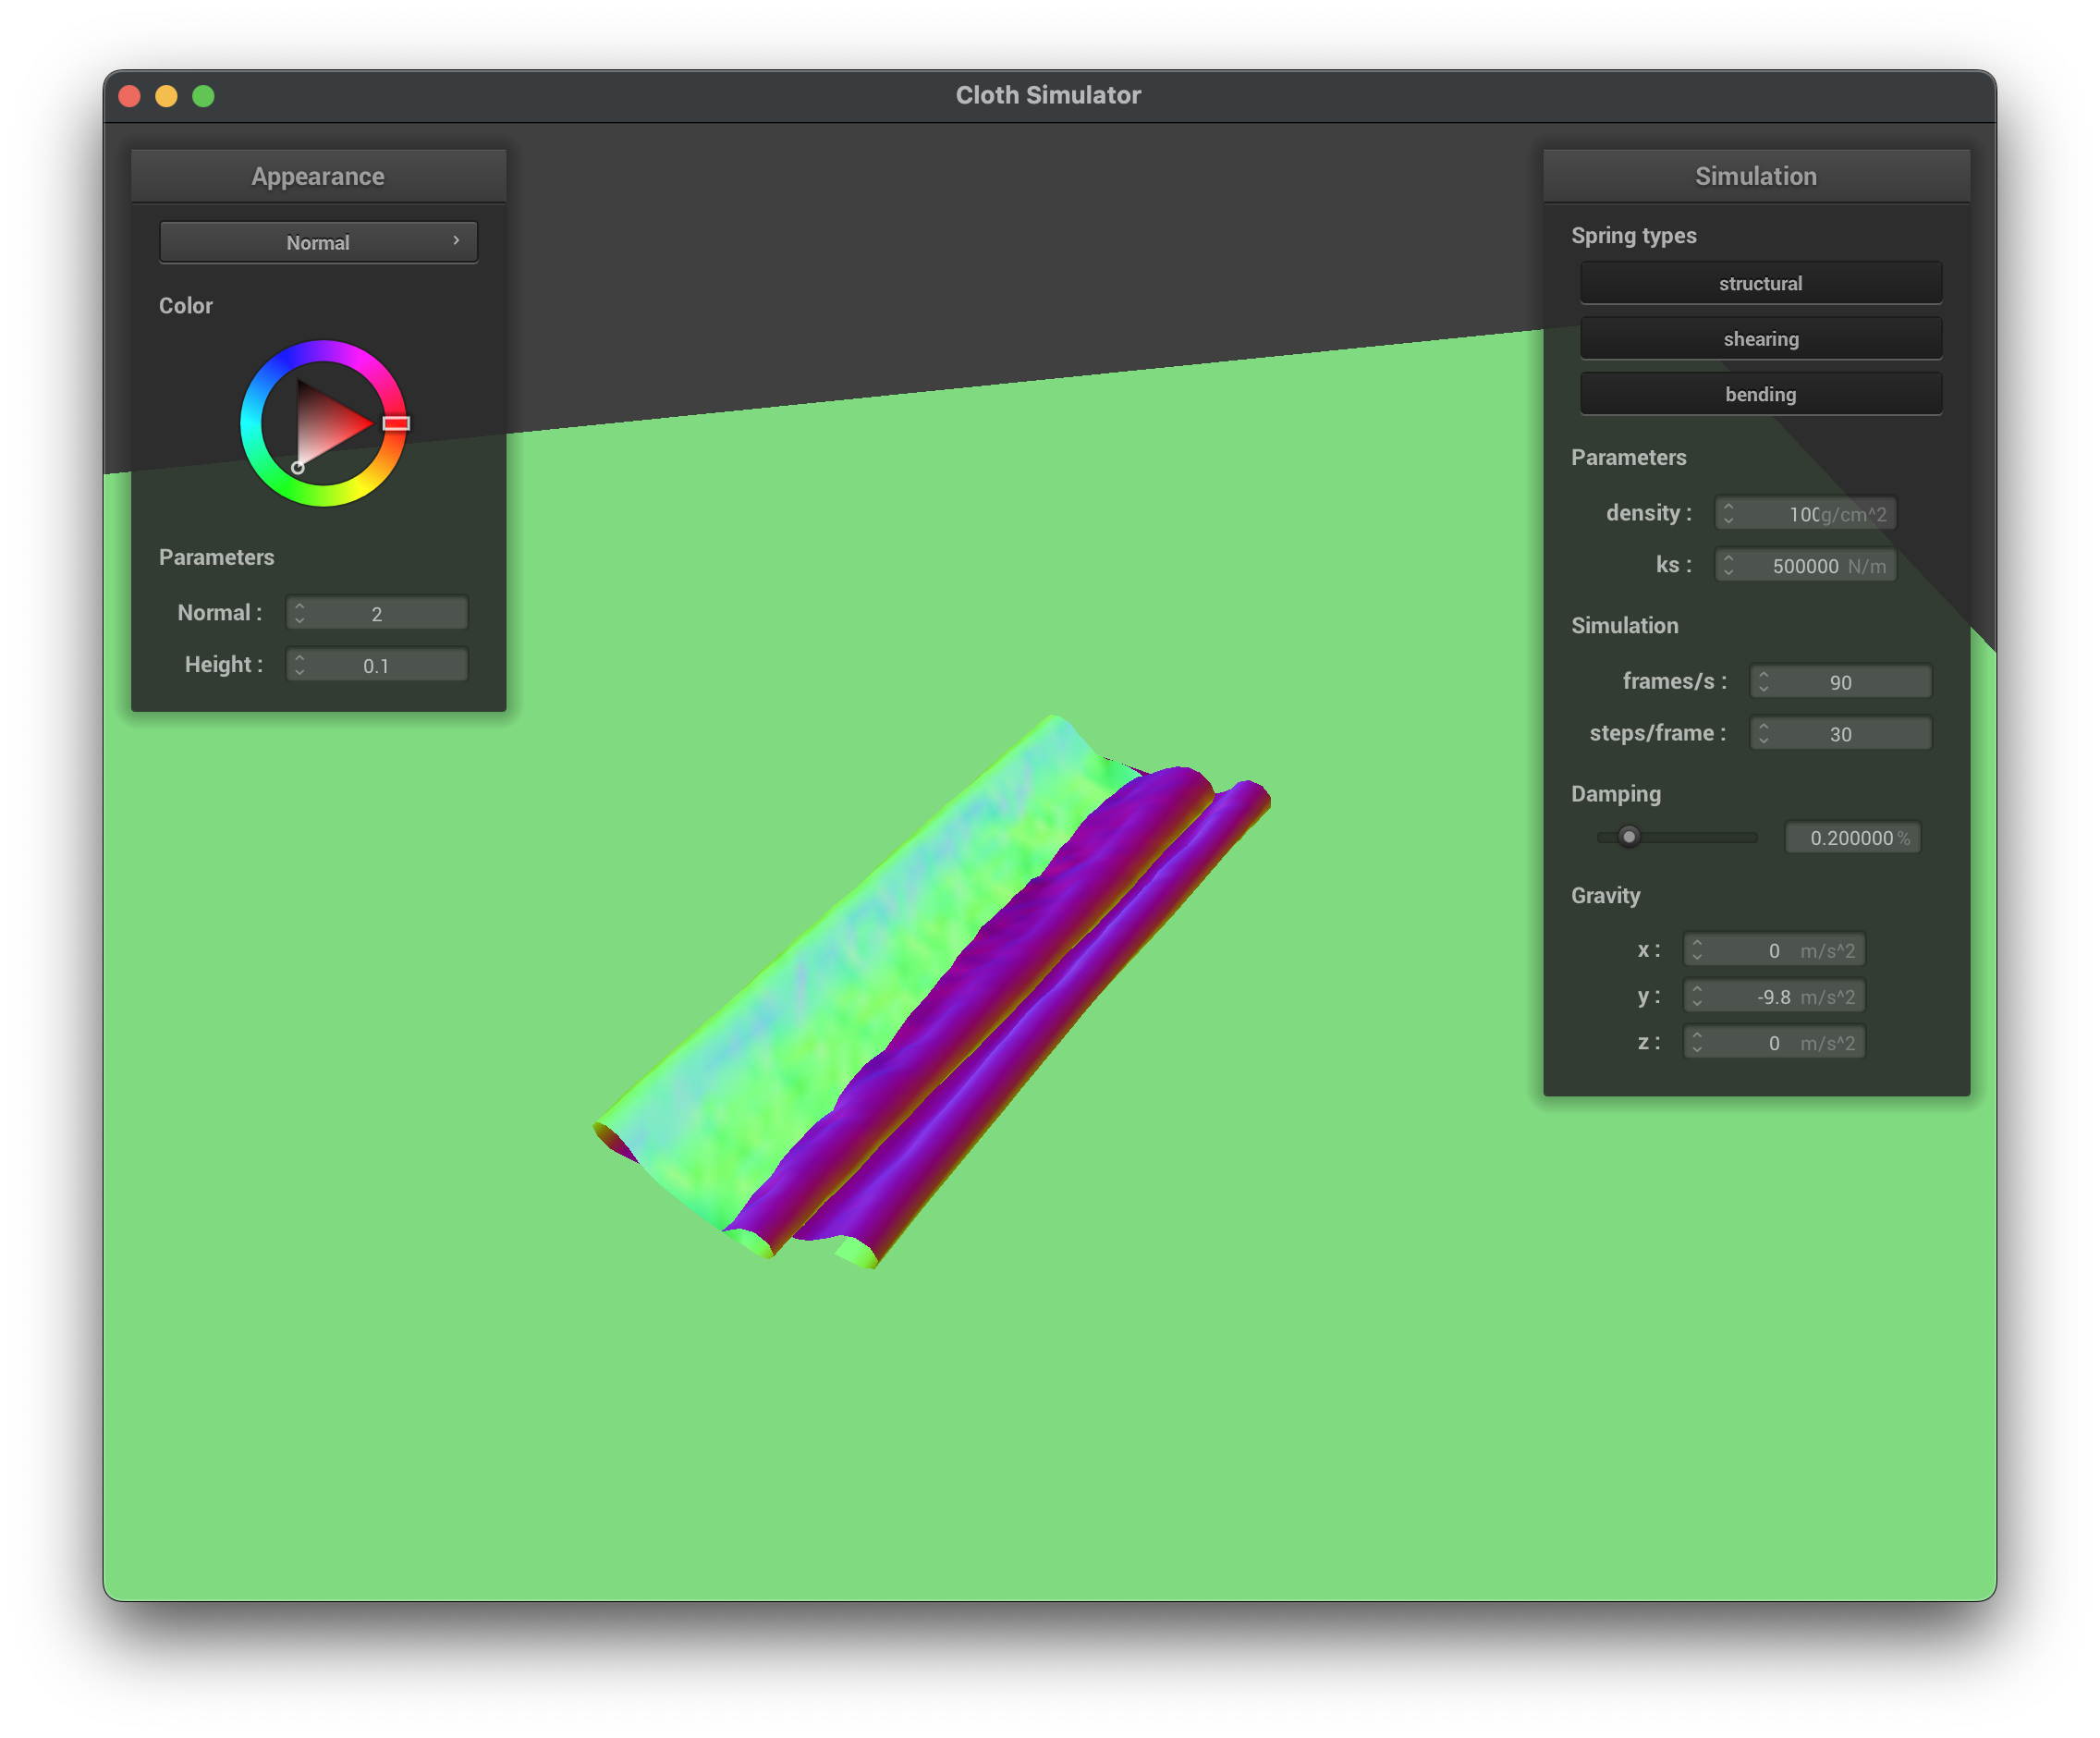 Cloth Simulator
Appearance
Normal
Color
Parameters
Normal : 2
Height : 0.1
Simulation
Spring types
structural
shearing
bending
Parameters
density : 100 g/cm^2
ks : 500000 N/m
Simulation
frames/s : 90
steps/frame : 30
Damping
0.200000 %
Gravity
x : 0 m/s^2
y : -9.8 m/s^2
z : 0 m/s^2